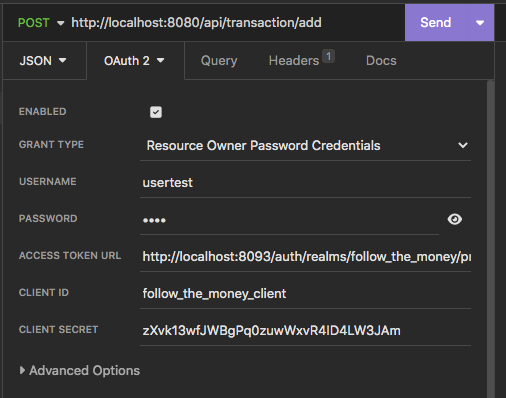 POST http://localhost:8080/api/transaction/add Send
JSON OAuth 2 Query Headers 1 Docs
ENABLED
GRANT TYPE Resource Owner Password Credentials
USERNAME usertest
PASSWORD ••••
ACCESS TOKEN URL http://localhost:8093/auth/realms/follow_the_money/pr
CLIENT ID follow_the_money_client
CLIENT SECRET zXvk13wfJWBgPq0zuwWxvR4ID4LW3JAm
Advanced Options